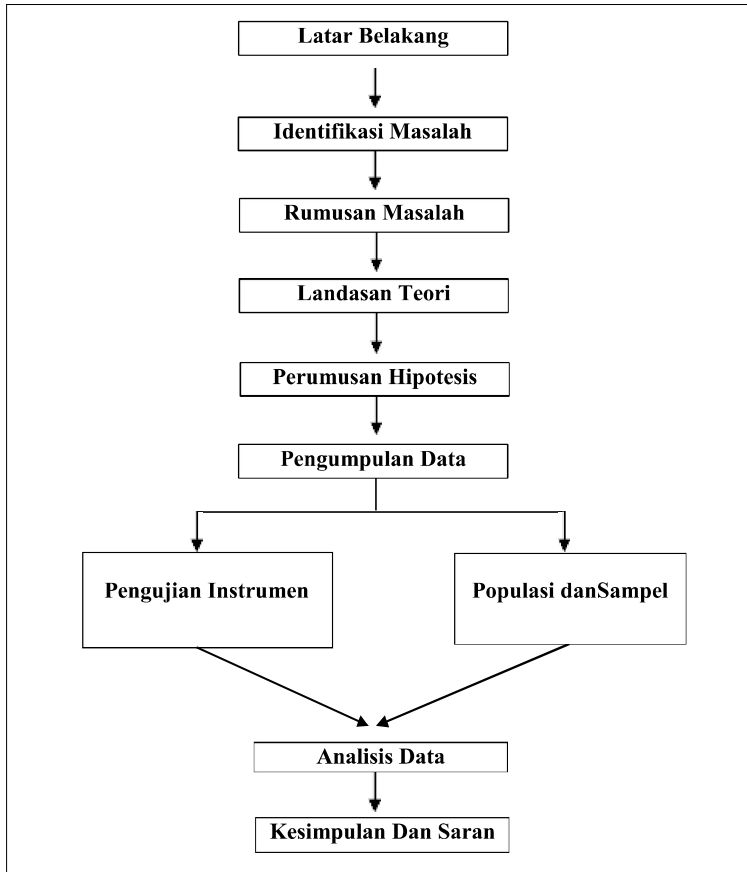 Latar Belakang
Identifikasi Masalah
Rumusan Masalah
Landasan Teori
Perumusan Hipotesis
Pengumpulan Data
Pengujian Instrumen
Populasi danSampel
Analisis Data
Kesimpulan Dan Saran